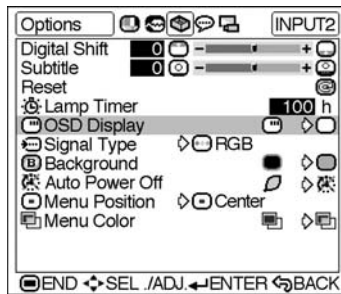 Options INPUT2
Digital Shift 0 - +
Subtitle 0 - +
Reset
Lamp Timer 100 h
OSD Display
Signal Type RGB
B Background
Auto Power Off
Menu Position Center
Menu Color
END SEL./ADJ. ENTER BACK